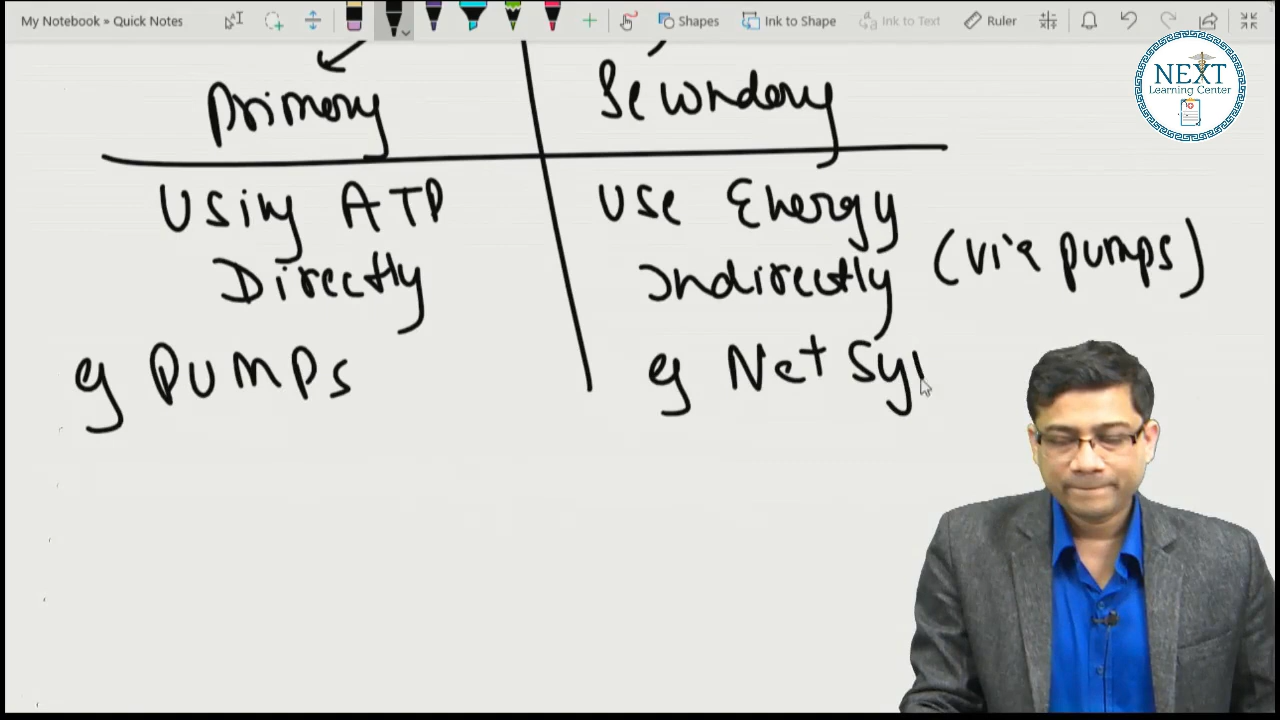 My Notebook » Quick Notes
Shapes
Ink to Shape
Ink to Text
Ruler
NEXT
Learning Center
Primary
Secondary
Using ATP
Directly
eg Pumps
Use Energy
Indirectly (via pumps)
eg Na+ Sy